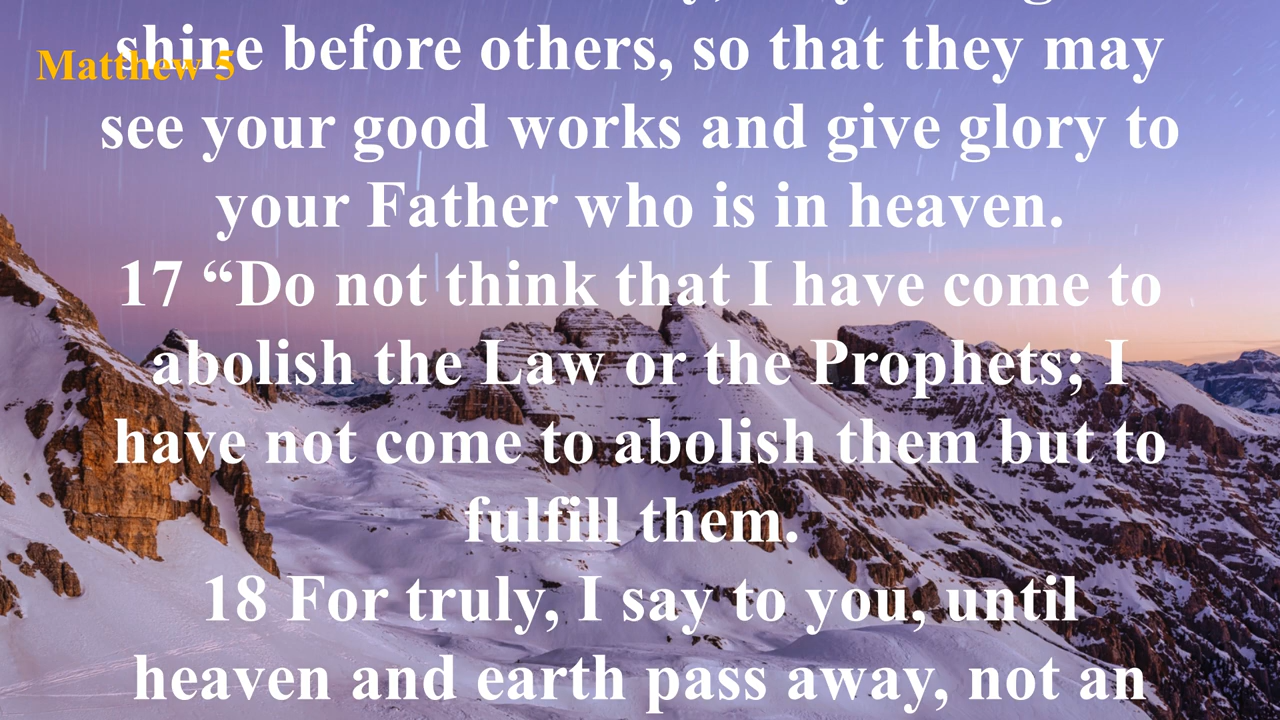 Matthew 5
shine before others, so that they may
see your good works and give glory to
your Father who is in heaven.
17 “Do not think that I have come to
abolish the Law or the Prophets; I
have not come to abolish them but to
fulfill them.
18 For truly, I say to you, until
heaven and earth pass away, not an